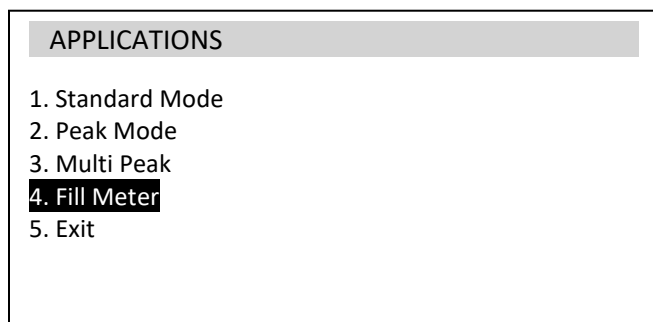 APPLICATIONS
1. Standard Mode
2. Peak Mode
3. Multi Peak
4. Fill Meter
5. Exit